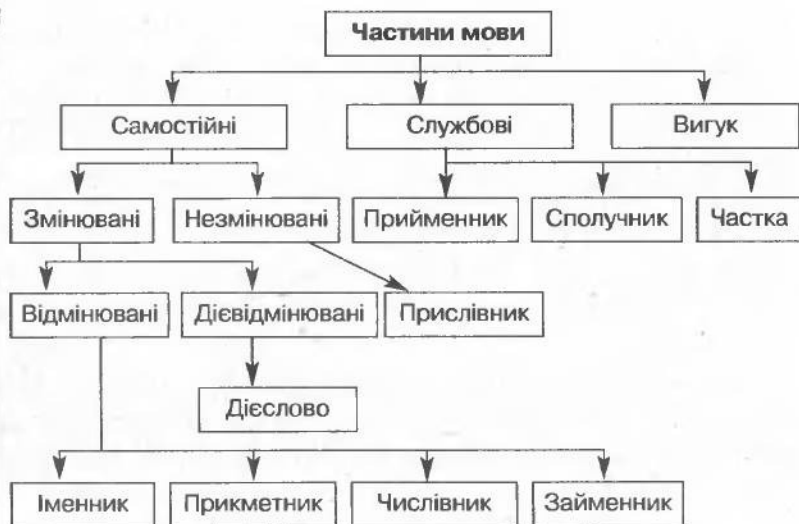 Частини мови
Самостійні
Службові
Вигук
Змінювані
Незмінювані
Прийменник
Сполучник
Частка
Відмінювані
Дієвідмінювані
Прислівник
Дієслово
Іменник
Прикметник
Числівник
Займенник